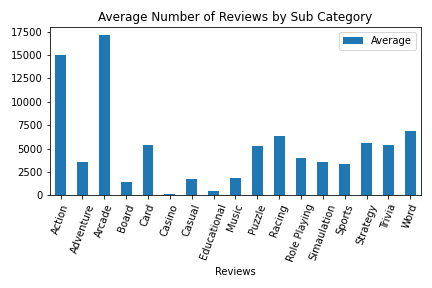 Average Number of Reviews by Sub Category
Average
17500
15000
12500
10000
7500
5000
2500
0
Action
Adventure
Arcade
Board
Card
Casino
Casual
Educational
Music
Puzzle
Racing
Role Playing
Simaulation
Sports
Strategy
Trivia
Word
Reviews